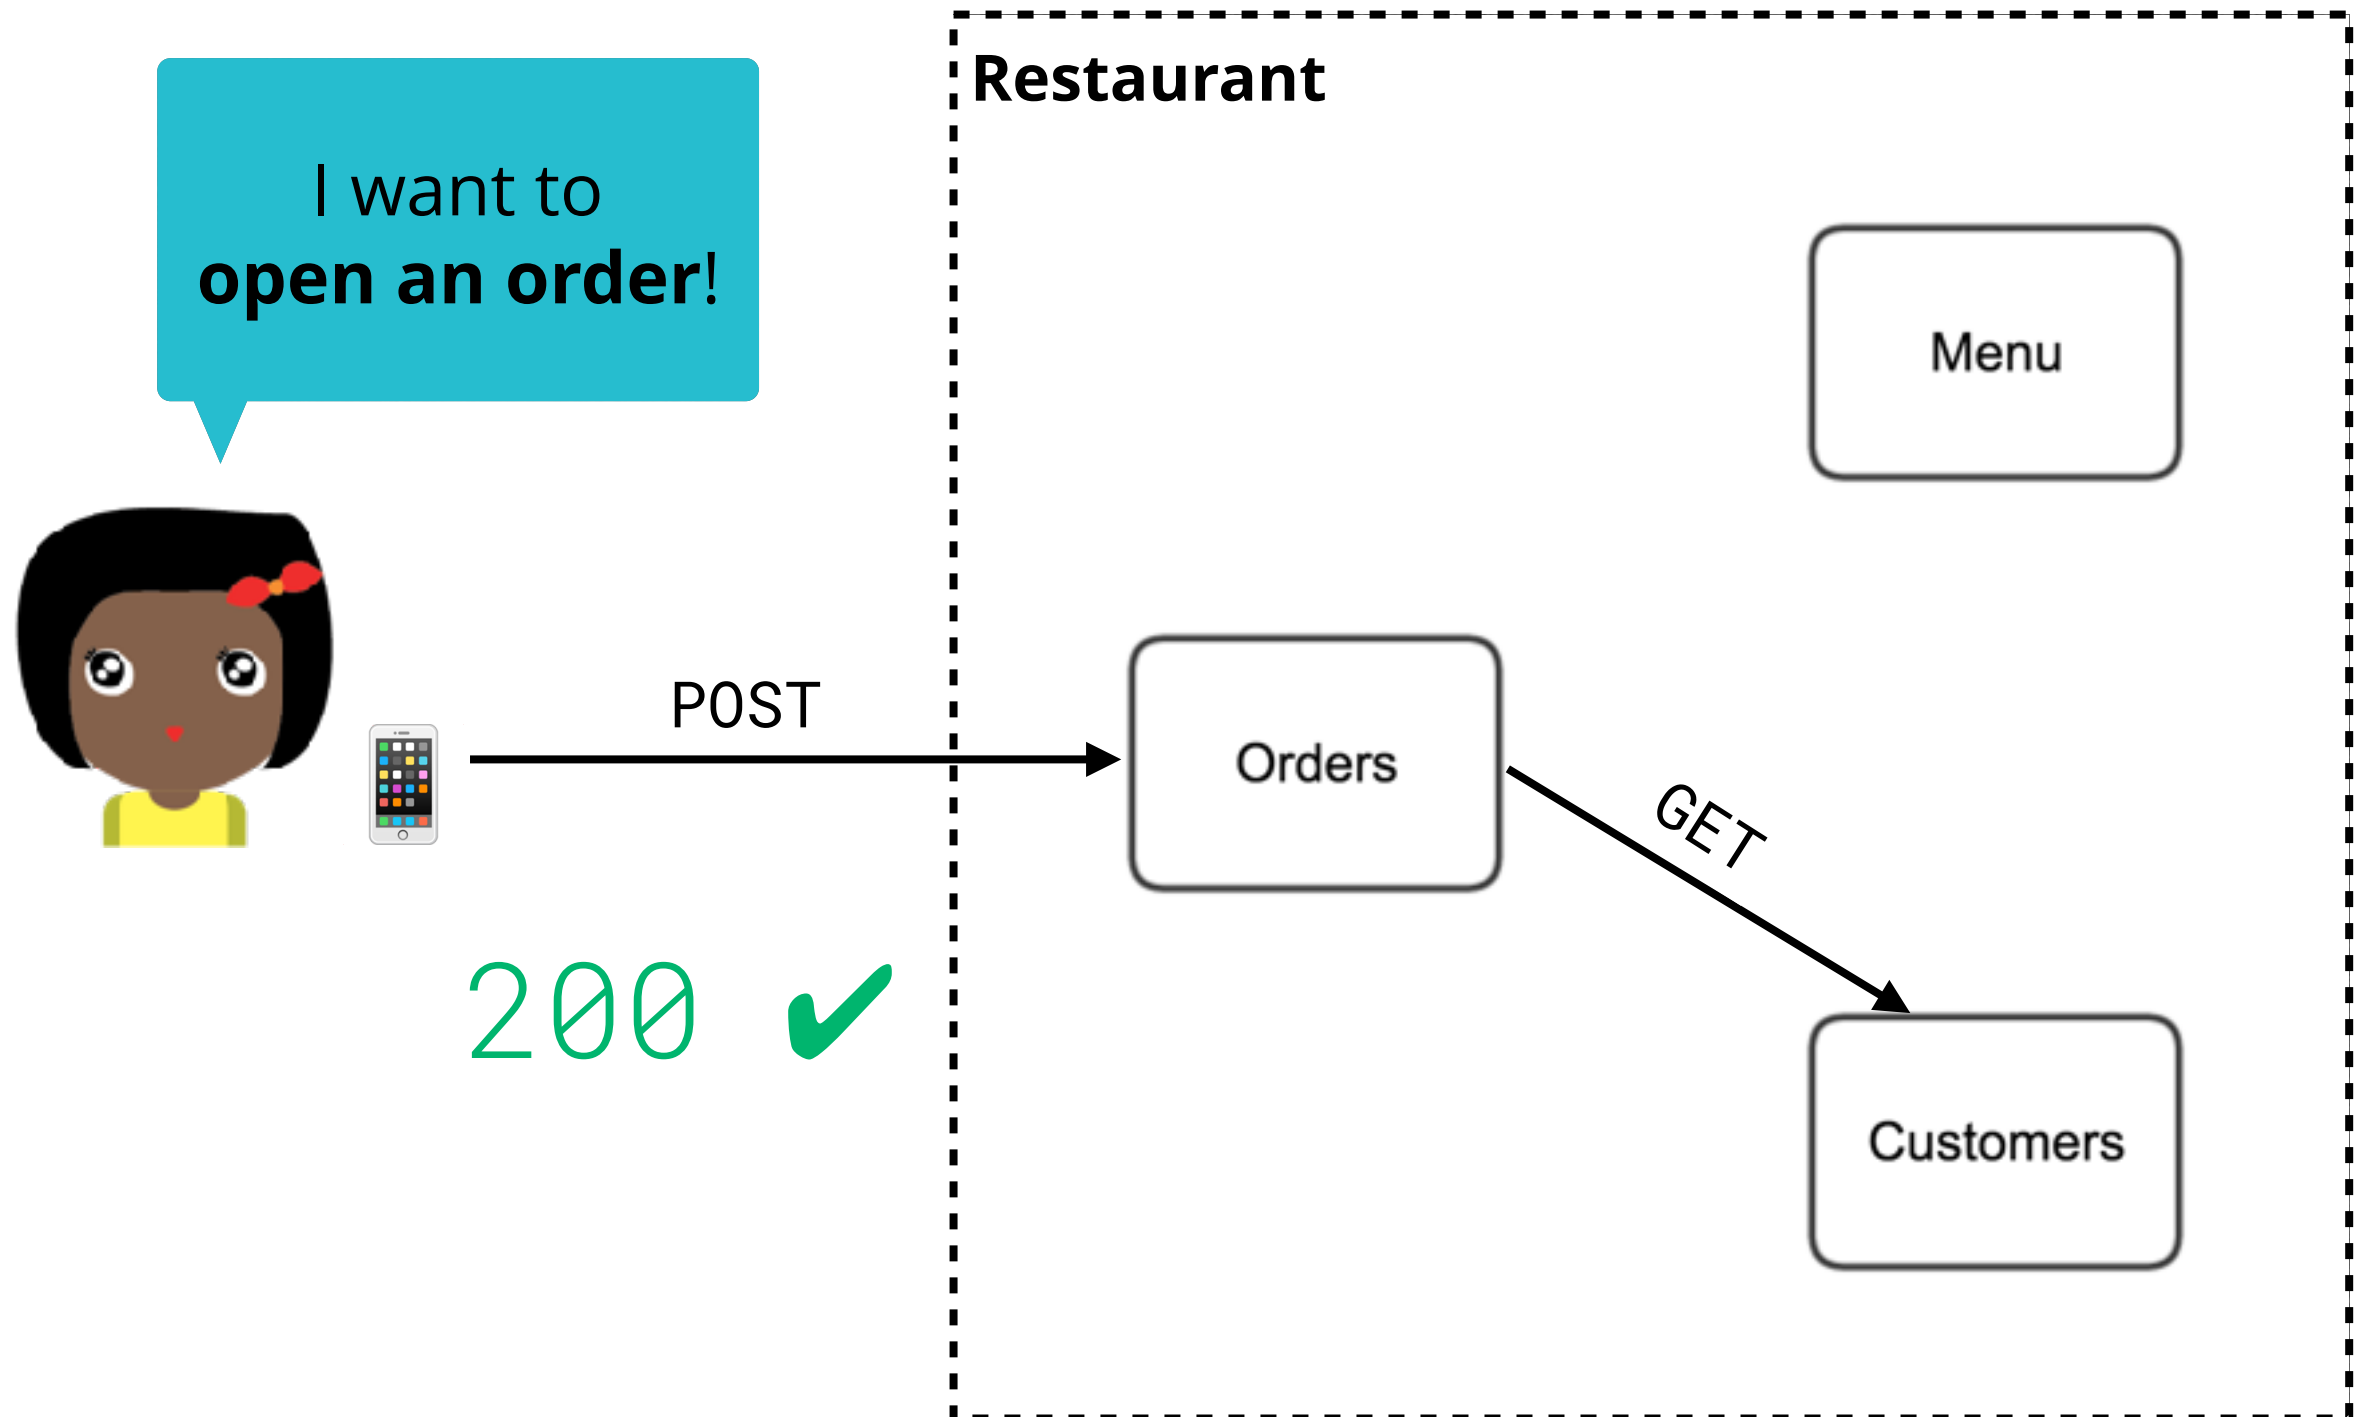 Restaurant
I want to
open an order!
Menu
POST
Orders
GET
200 ✔
Customers